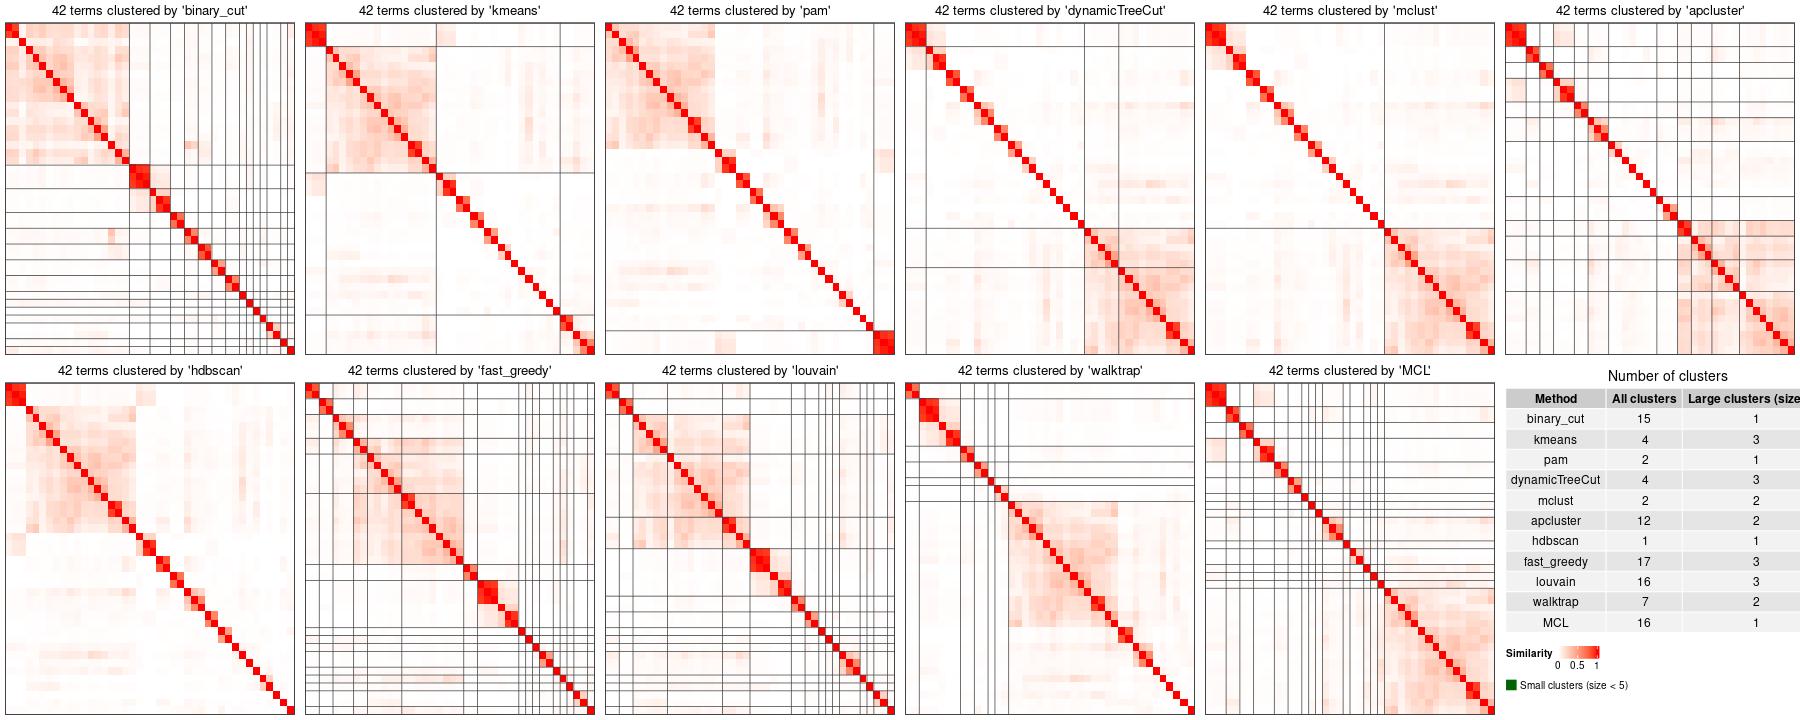 42 terms clustered by 'binary_cut'
42 terms clustered by 'kmeans'
42 terms clustered by 'pam'
42 terms clustered by 'dynamicTreeCut'
42 terms clustered by 'mclust'
42 terms clustered by 'apcluster'
42 terms clustered by 'hdbscan'
42 terms clustered by 'fast_greedy'
42 terms clustered by 'louvain'
42 terms clustered by 'walktrap'
42 terms clustered by 'MCL'
Number of clusters
Method All clusters Large clusters (size
binary_cut 15 1
kmeans 4 3
pam 2 1
dynamicTreeCut 4 3
mclust 2 2
apcluster 12 2
hdbscan 1 1
fast_greedy 17 3
louvain 16 3
walktrap 7 2
MCL 16 1
Similarity
0 0.5 1
Small clusters (size < 5)